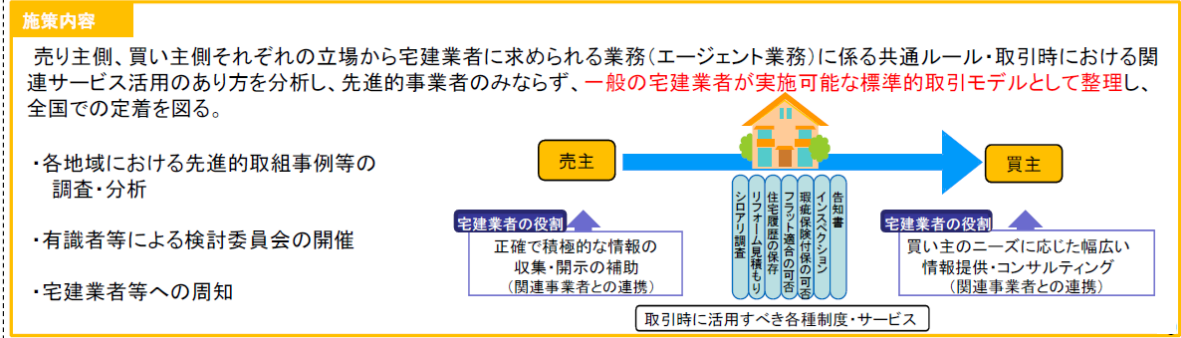 施策内容
売り主側、買い主側それぞれの立場から宅建業者に求められる業務（エージェント業務）に係る共通ルール・取引時における関
連サービス活用のあり方を分析し、先進的事業者のみならず、一般の宅建業者が実施可能な標準的取引モデルとして整理し、
全国での定着を図る。
・各地域における先進的取組事例等の
調査・分析
・有識者等による検討委員会の開催
・宅建業者等への周知
売主
買主
宅建業者の役割
正確で積極的な情報の
収集・開示の補助
（関連事業者との連携）
告知書
インスペクション
瑕疵保険付保の可否
フラット適合の可否
住宅履歴の保存
リフォーム見積もり
シロアリ調査
宅建業者の役割
買い主のニーズに応じた幅広い
情報提供・コンサルティング
（関連事業者との連携）
取引時に活用すべき各種制度・サービス